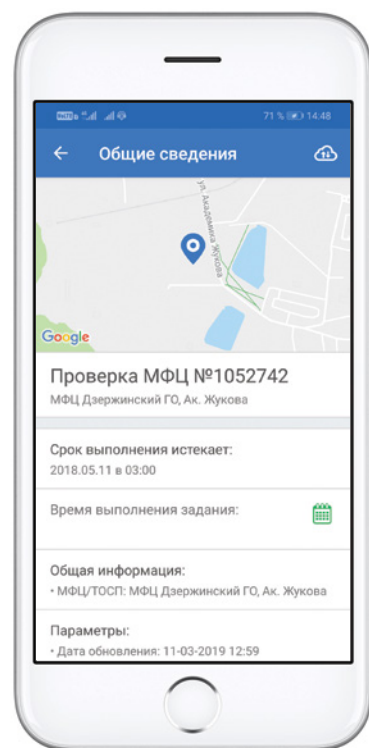 71 % 14:48
Общие сведения
ул. Академика Жукова
Google
Проверка МФЦ №1052742
МФЦ Дзержинский ГО, Ак. Жукова
Срок выполнения истекает:
2018.05.11 в 03:00
Время выполнения задания:
Общая информация:
• МФЦ/ТОСП: МФЦ Дзержинский ГО, Ак. Жукова
Параметры:
• Дата обновления: 11-03-2019 12:59